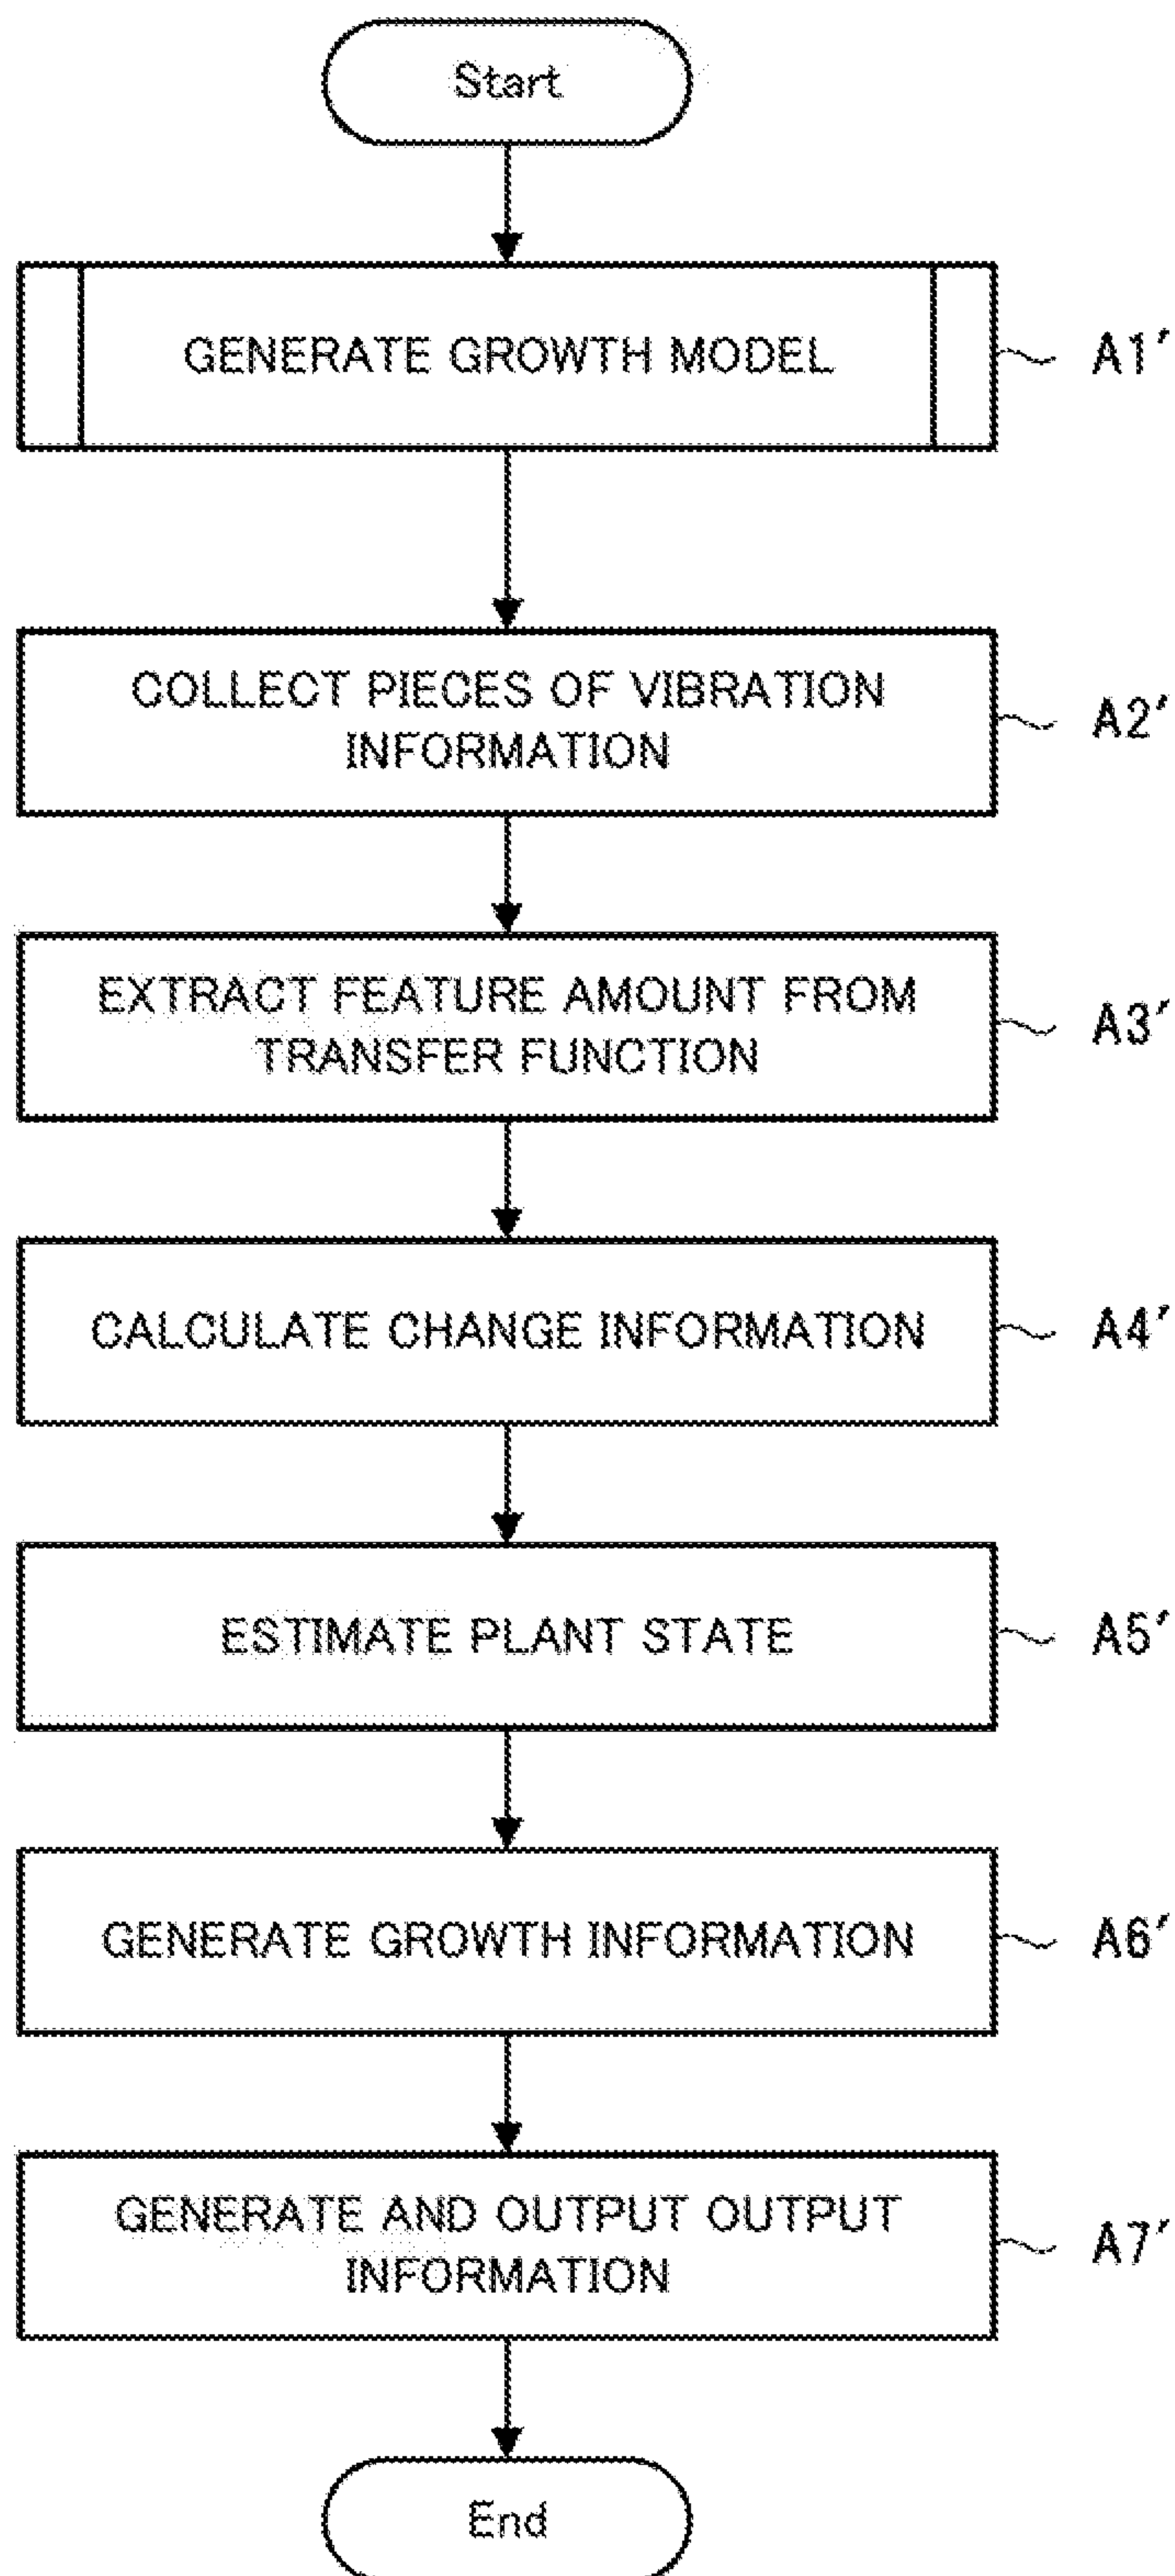 Start
GENERATE GROWTH MODEL
A1′
COLLECT PIECES OF VIBRATION
INFORMATION
A2′
EXTRACT FEATURE AMOUNT FROM
TRANSFER FUNCTION
A3′
CALCULATE CHANGE INFORMATION
A4′
ESTIMATE PLANT STATE
A5′
GENERATE GROWTH INFORMATION
A6′
GENERATE AND OUTPUT OUTPUT
INFORMATION
A7′
End